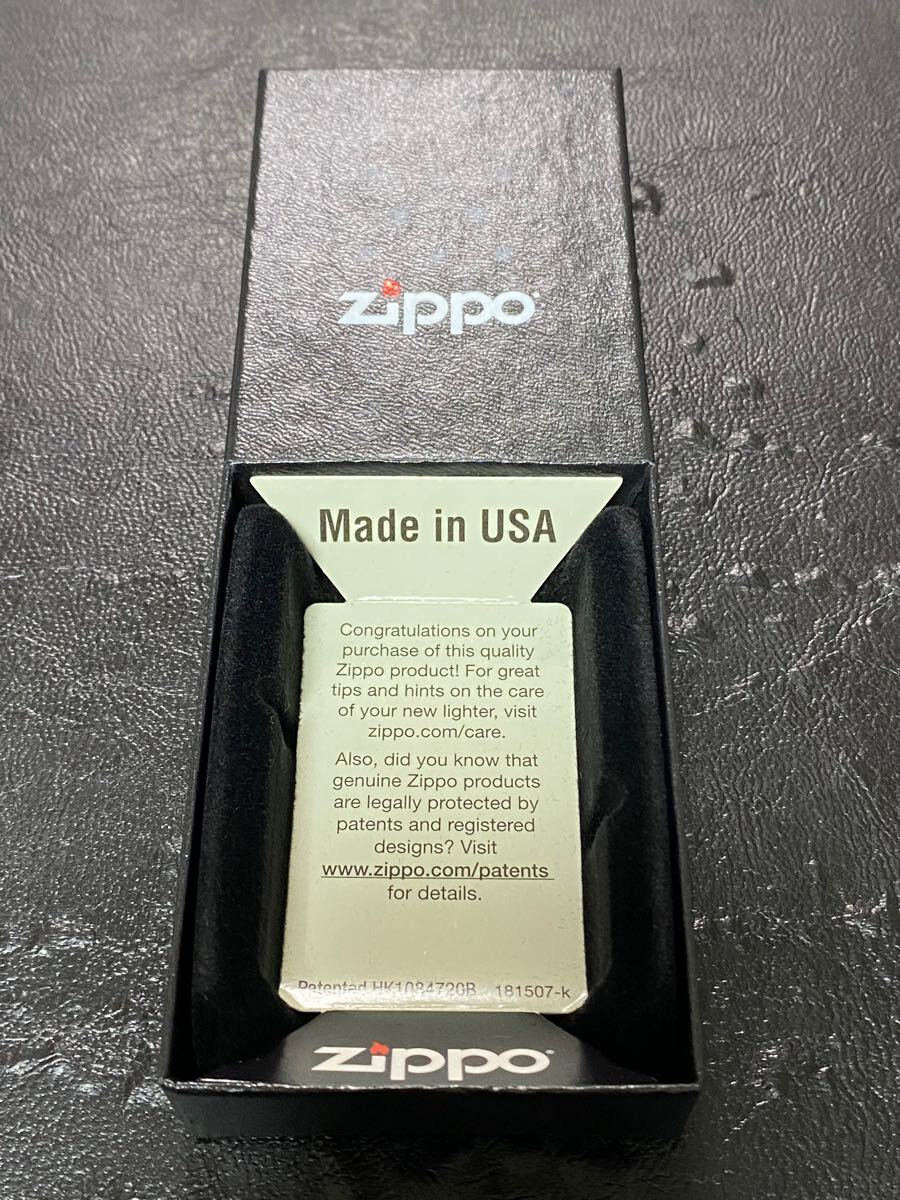 zippo
Made in USA
Congratulations on your
purchase of this quality
Zippo product! For great
tips and hints on the care
of your new lighter, visit
zippo.com/care.
Also, did you know that
genuine Zippo products
are legally protected by
patents and registered
designs? Visit
www.zippo.com/patents
for details.
Patented HK1084720B 181507-k
zippo